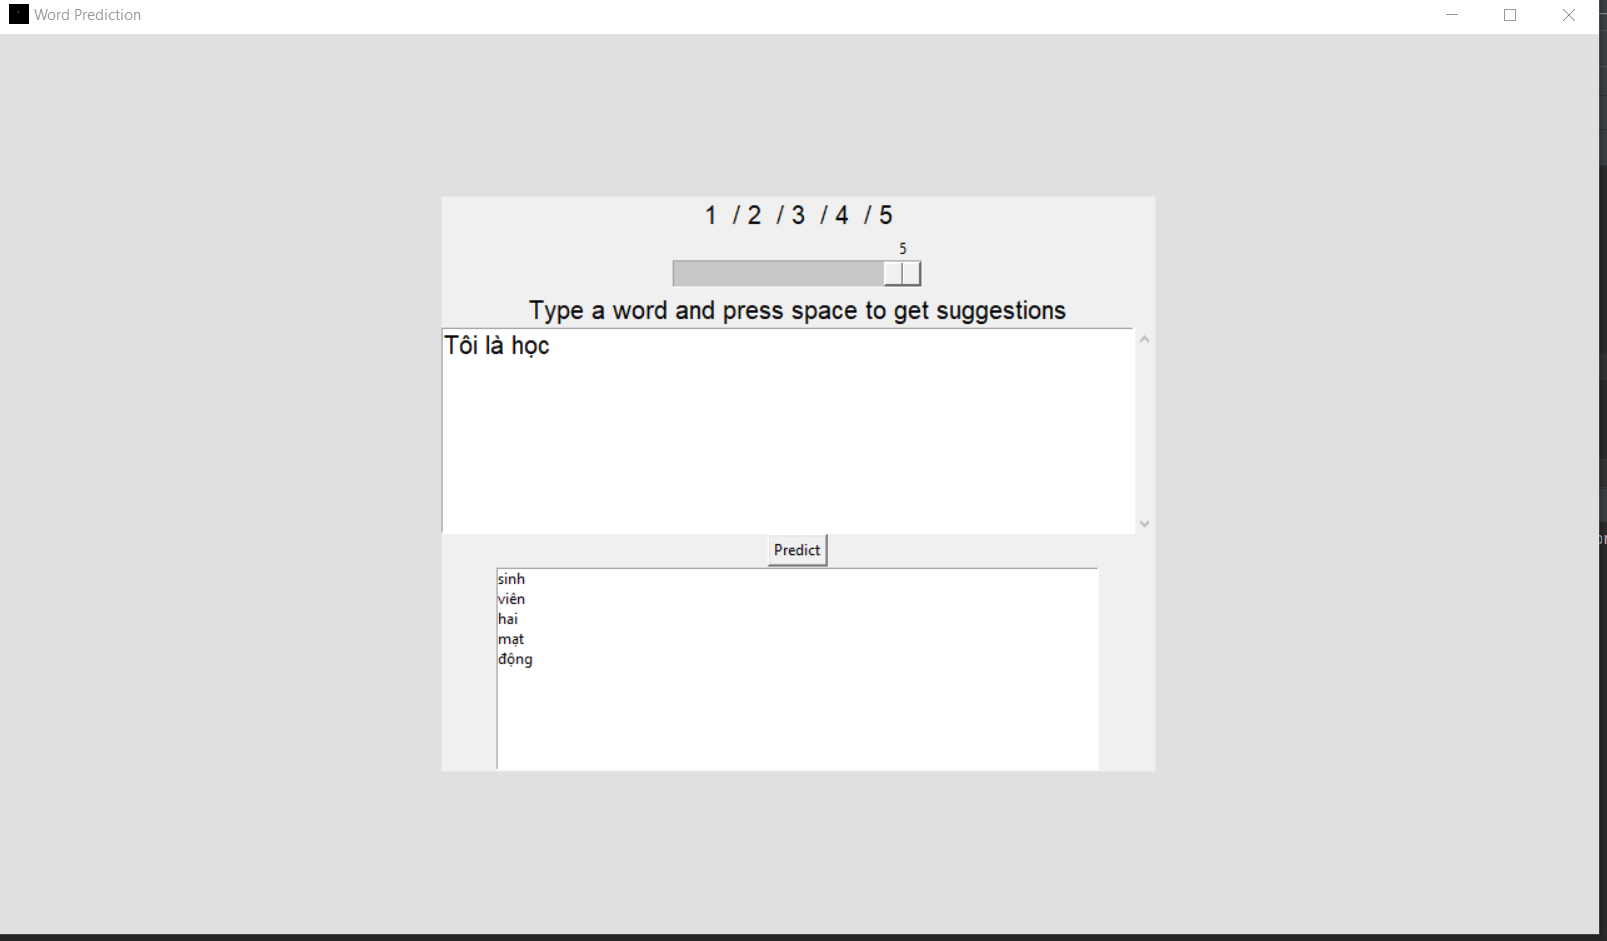 Word Prediction
1 / 2 / 3 / 4 / 5
5
Type a word and press space to get suggestions
Tôi là học
Predict
sinh
viên
hai
mạt
động